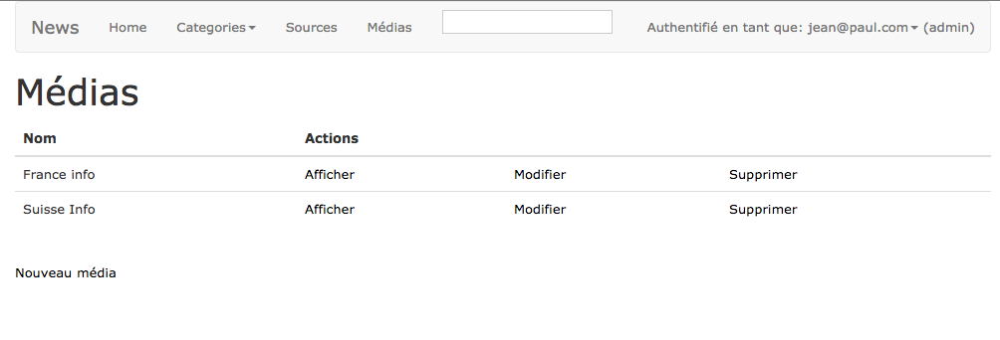 News Home Categories Sources Médias Authentifié en tant que: jean@paul.com (admin)
Médias
Nom Actions
France info Afficher Modifier Supprimer
Suisse Info Afficher Modifier Supprimer
Nouveau média